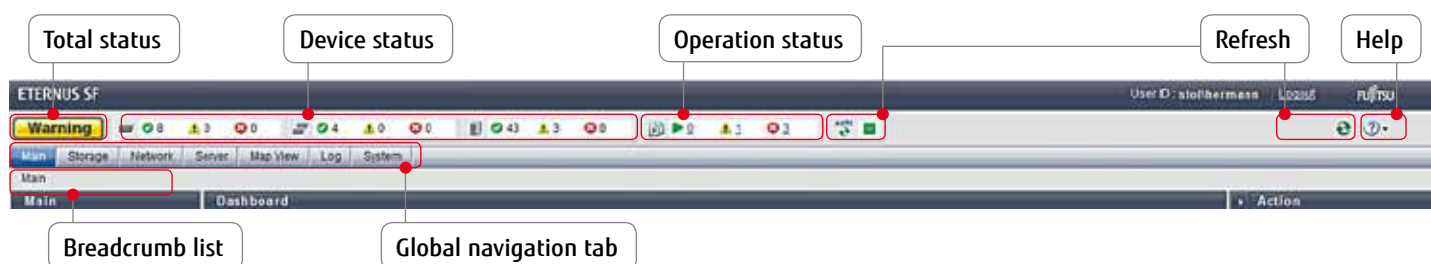 Total status Device status Operation status Refresh Help
ETERNUS SF User ID : stolhermann Logout FUJITSU
Warning 8 3 0 4 0 0 43 3 0 0 1 3
Main Storage Network Server Map View Log System
Main
Main Dashboard Action
Breadcrumb list Global navigation tab